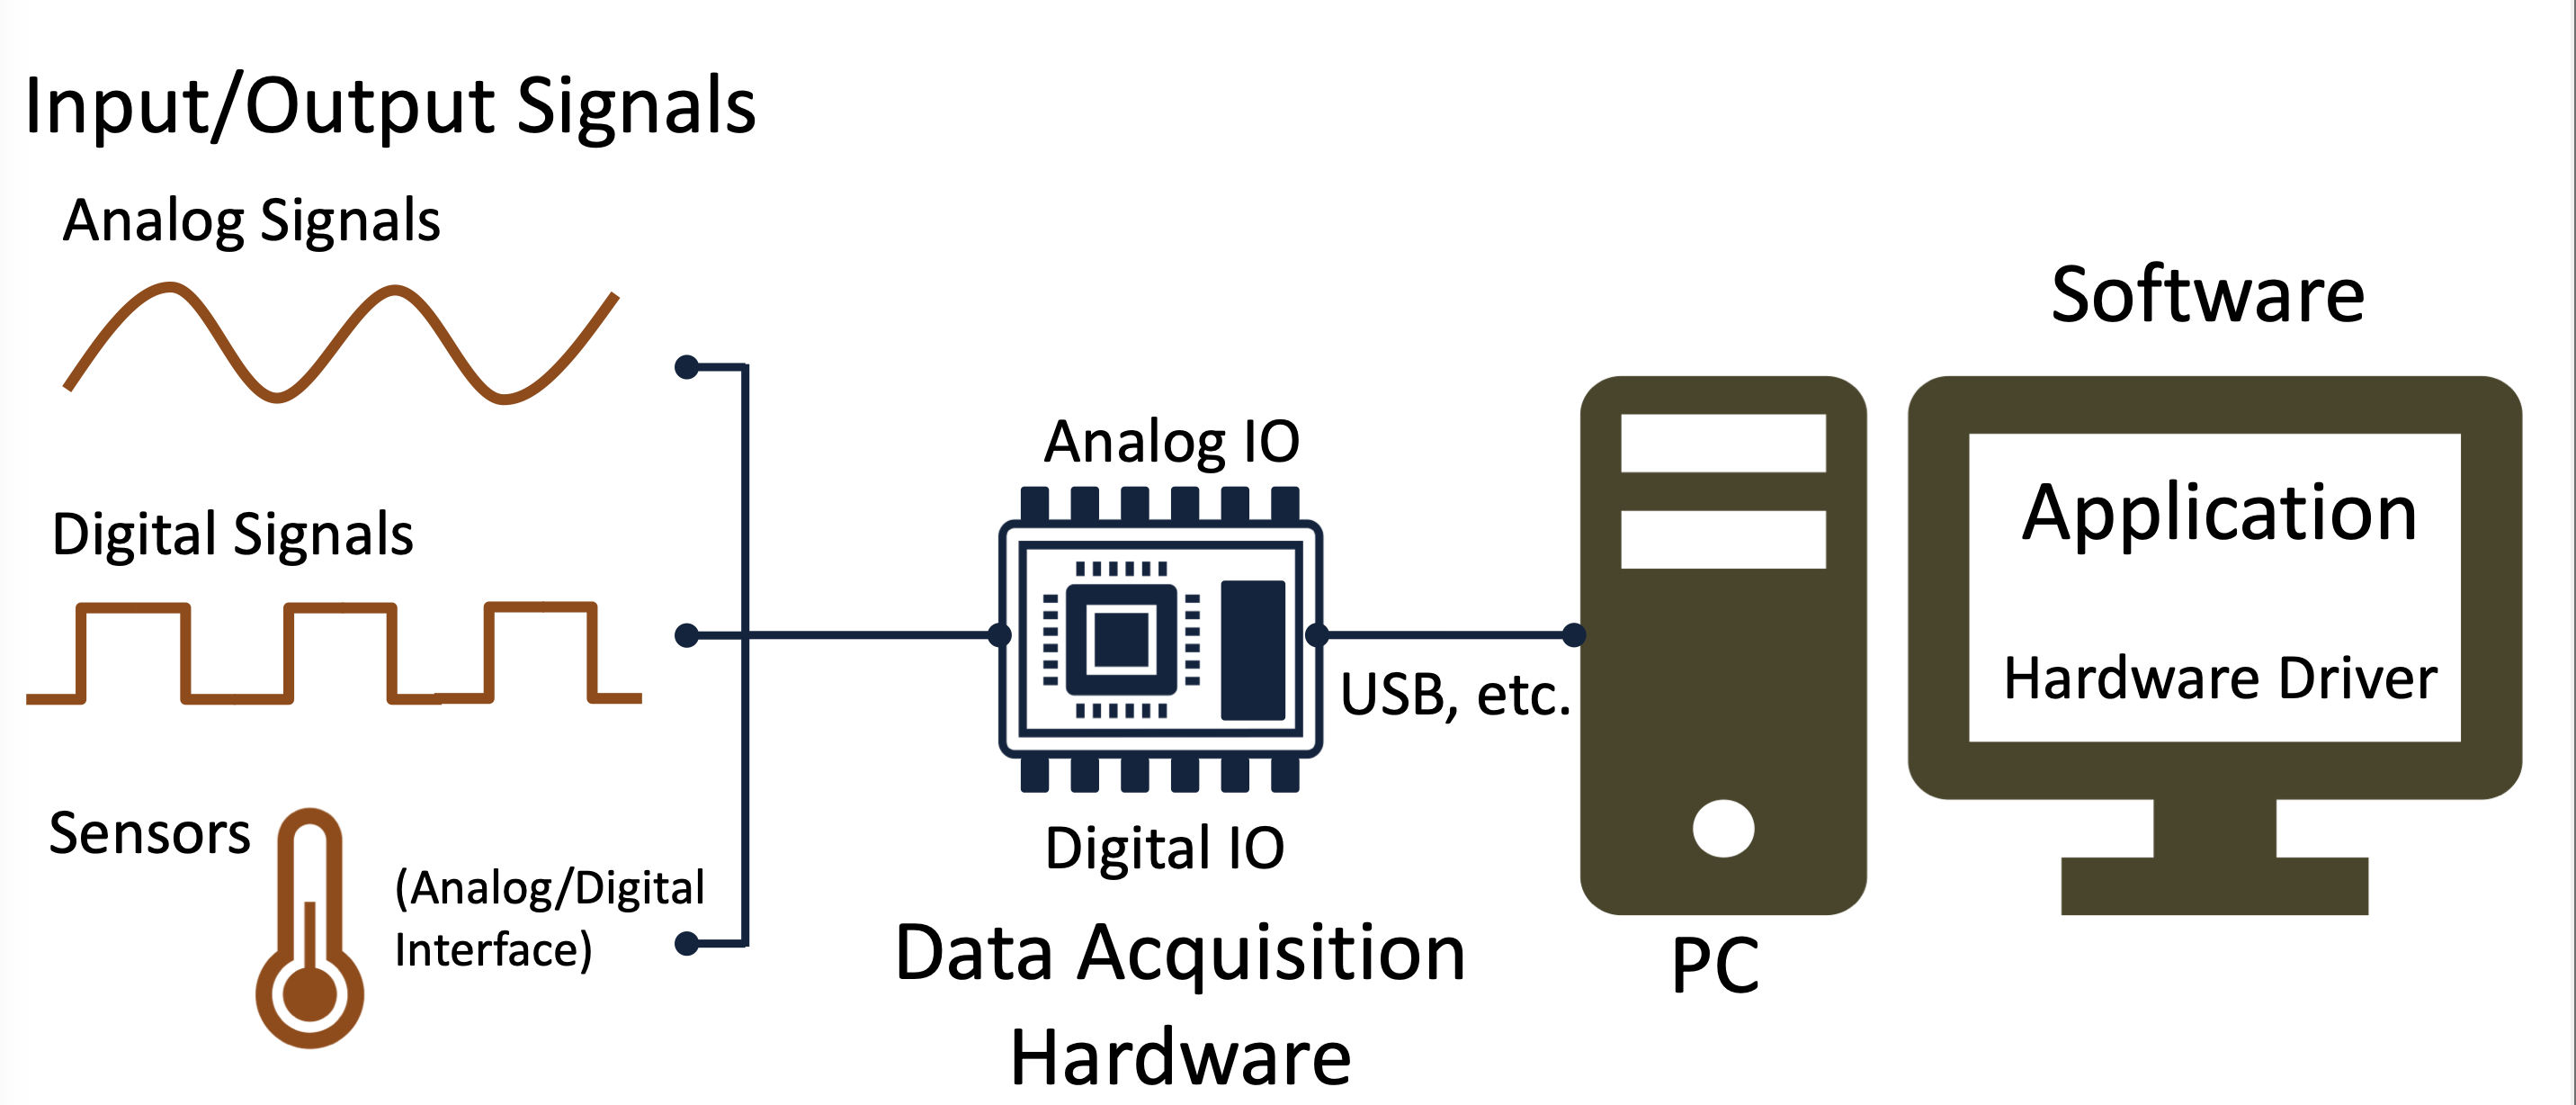 Input/Output Signals
Analog Signals
Digital Signals
Sensors
(Analog/Digital
Interface)
Analog IO
Digital IO
Data Acquisition
Hardware
USB, etc.
PC
Software
Application
Hardware Driver